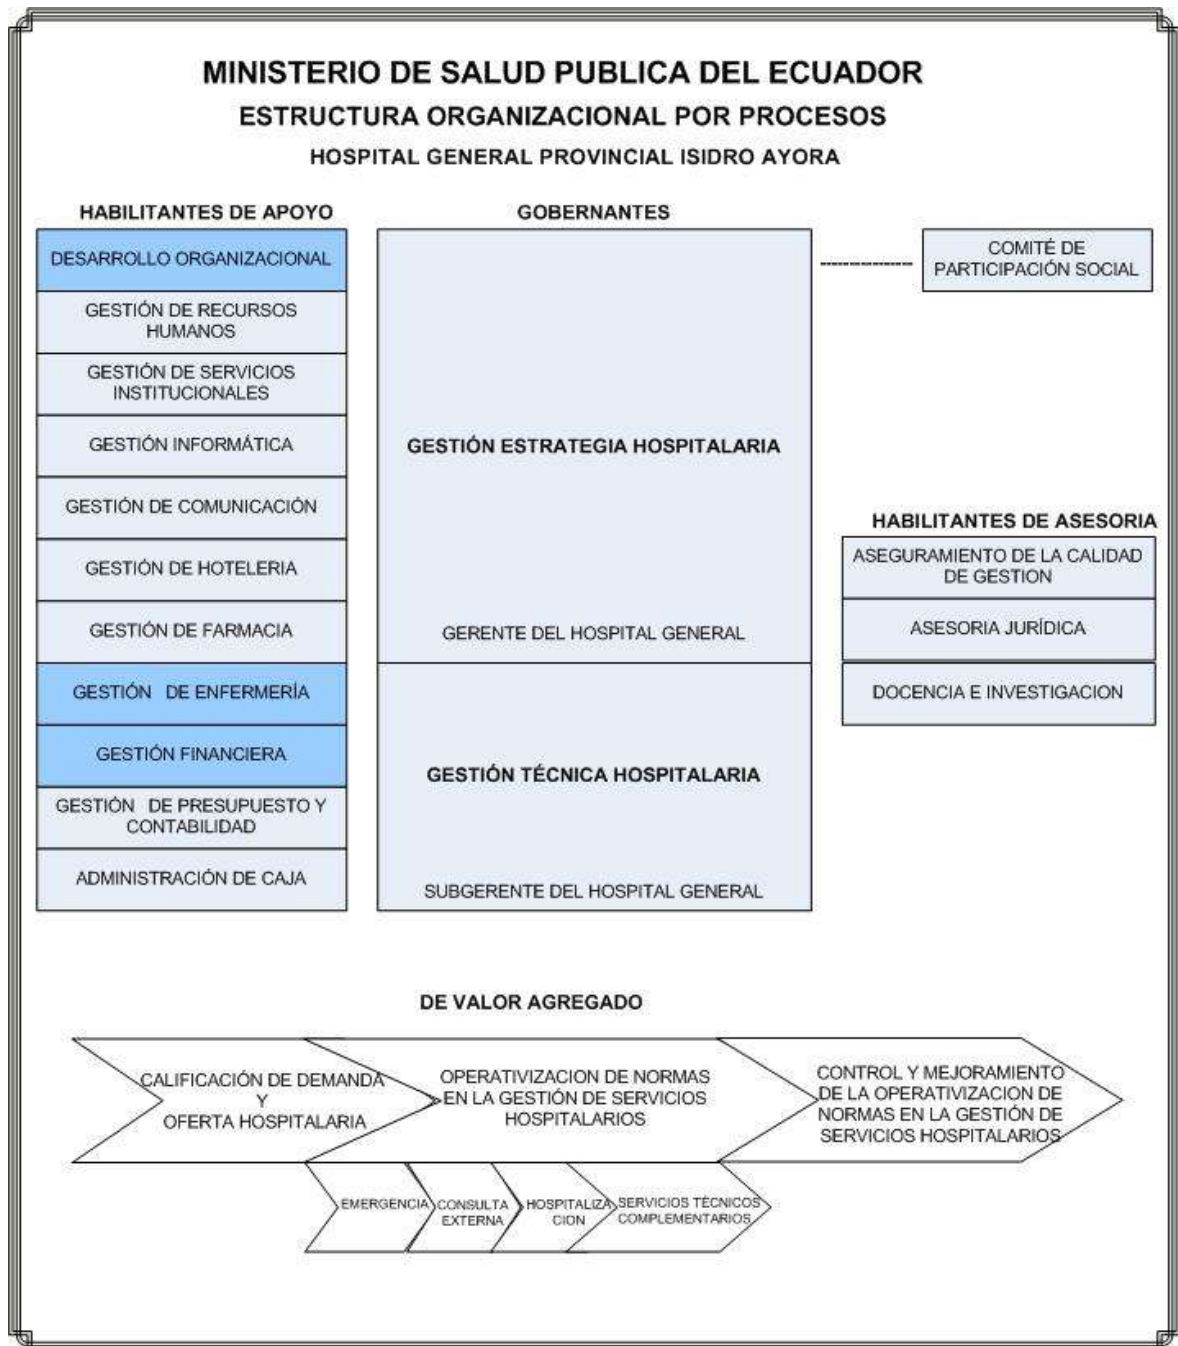 MINISTERIO DE SALUD PUBLICA DEL ECUADOR
ESTRUCTURA ORGANIZACIONAL POR PROCESOS
HOSPITAL GENERAL PROVINCIAL ISIDRO AYORA
HABILITANTES DE APOYO
DESARROLLO ORGANIZACIONAL
GESTIÓN DE RECURSOS
HUMANOS
GESTIÓN DE SERVICIOS
INSTITUCIONALES
GESTIÓN INFORMÁTICA
GESTIÓN DE COMUNICACIÓN
GESTIÓN DE HOTELERIA
GESTIÓN DE FARMACIA
GESTIÓN DE ENFERMERÍA
GESTIÓN FINANCIERA
GESTIÓN DE PRESUPUESTO Y
CONTABILIDAD
ADMINISTRACIÓN DE CAJA
GOBERNANTES
GESTIÓN ESTRATEGIA HOSPITALARIA
GERENTE DEL HOSPITAL GENERAL
GESTIÓN TÉCNICA HOSPITALARIA
SUBGERENTE DEL HOSPITAL GENERAL
COMITÉ DE
PARTICIPACIÓN SOCIAL
HABILITANTES DE ASESORIA
ASEGURAMIENTO DE LA CALIDAD
DE GESTION
ASESORIA JURÍDICA
DOCENCIA E INVESTIGACION
DE VALOR AGREGADO
CALIFICACIÓN DE DEMANDA
Y
OFERTA HOSPITALARIA
OPERATIVIZACION DE NORMAS
EN LA GESTIÓN DE SERVICIOS
HOSPITALARIOS
CONTROL Y MEJORAMIENTO
DE LA OPERATIVIZACION DE
NORMAS EN LA GESTIÓN DE
SERVICIOS HOSPITALARIOS
EMERGENCIA
CONSULTA
EXTERNA
HOSPITALIZA
CION
SERVICIOS TÉCNICOS
COMPLEMENTARIOS